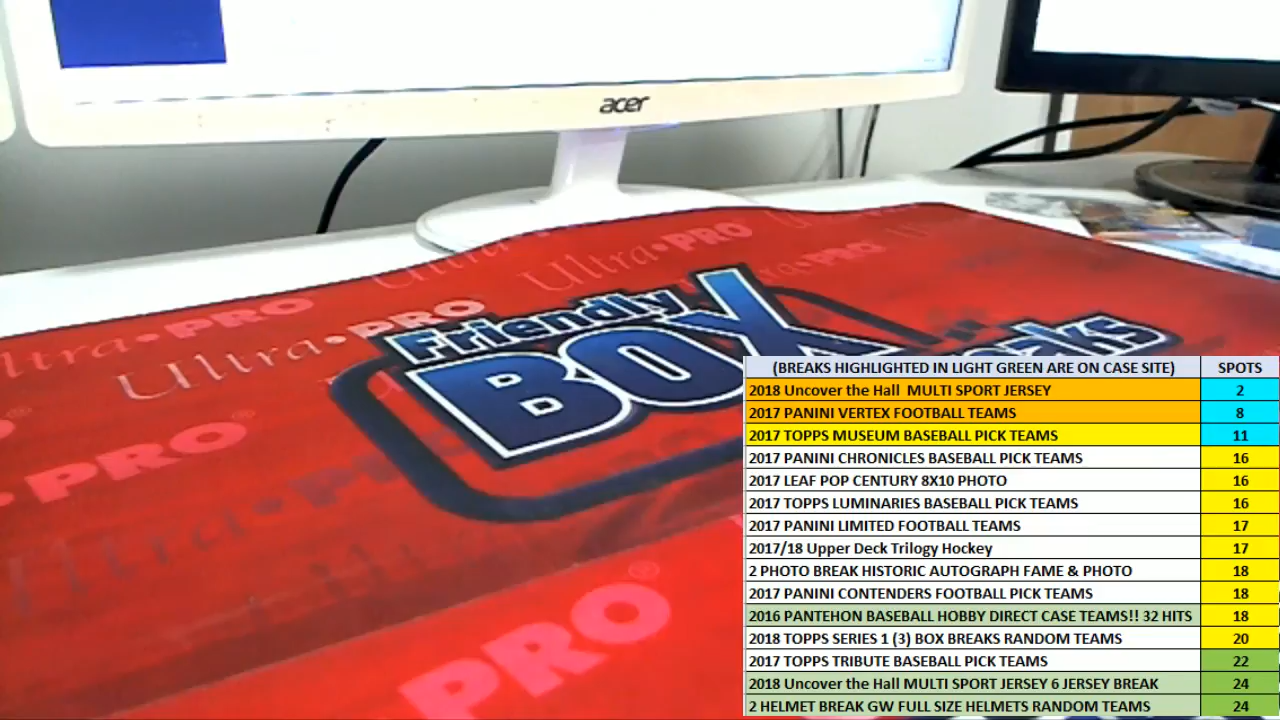 acer
Ultra•PRO
Ultra•PRO
Ultra•PRO
Ultra•PRO
PRO
PRO
Friendly
BOX
eaks
(BREAKS HIGHLIGHTED IN LIGHT GREEN ARE ON CASE SITE) SPOTS
2018 Uncover the Hall MULTI SPORT JERSEY 2
2017 PANINI VERTEX FOOTBALL TEAMS 8
2017 TOPPS MUSEUM BASEBALL PICK TEAMS 11
2017 PANINI CHRONICLES BASEBALL PICK TEAMS 16
2017 LEAF POP CENTURY 8X10 PHOTO 16
2017 TOPPS LUMINARIES BASEBALL PICK TEAMS 16
2017 PANINI LIMITED FOOTBALL TEAMS 17
2017/18 Upper Deck Trilogy Hockey 17
2 PHOTO BREAK HISTORIC AUTOGRAPH FAME & PHOTO 18
2017 PANINI CONTENDERS FOOTBALL PICK TEAMS 18
2016 PANTEHON BASEBALL HOBBY DIRECT CASE TEAMS!! 32 HITS 18
2018 TOPPS SERIES 1 (3) BOX BREAKS RANDOM TEAMS 20
2017 TOPPS TRIBUTE BASEBALL PICK TEAMS 22
2018 Uncover the Hall MULTI SPORT JERSEY 6 JERSEY BREAK 24
2 HELMET BREAK GW FULL SIZE HELMETS RANDOM TEAMS 24